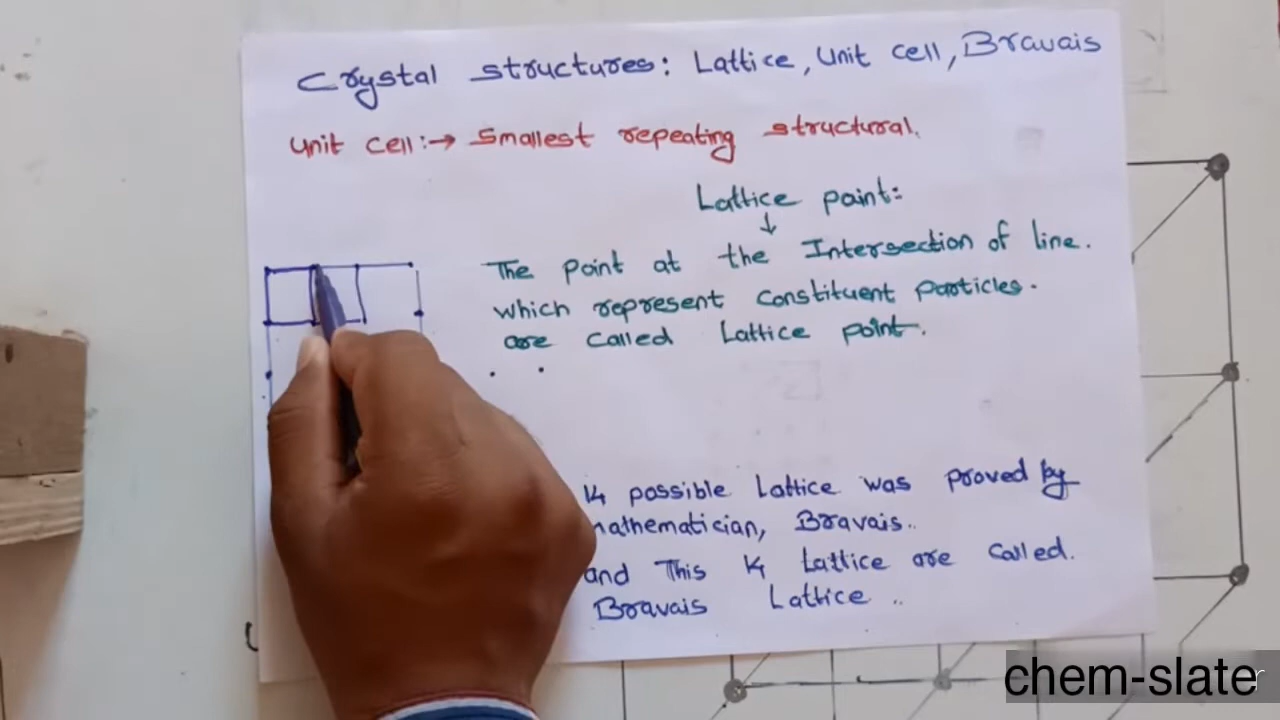 Crystal structures: Lattice, Unit cell, Bravais
Unit cell:→ Smallest repeating structural.
Lattice point:
↓
The point at the Intersection of line.
which represent constituent particles.
are called Lattice point.
14 possible Lattice was proved by
mathematician, Bravais..
and This 14 Lattice are called.
Bravais Lattice ..
chem-slate